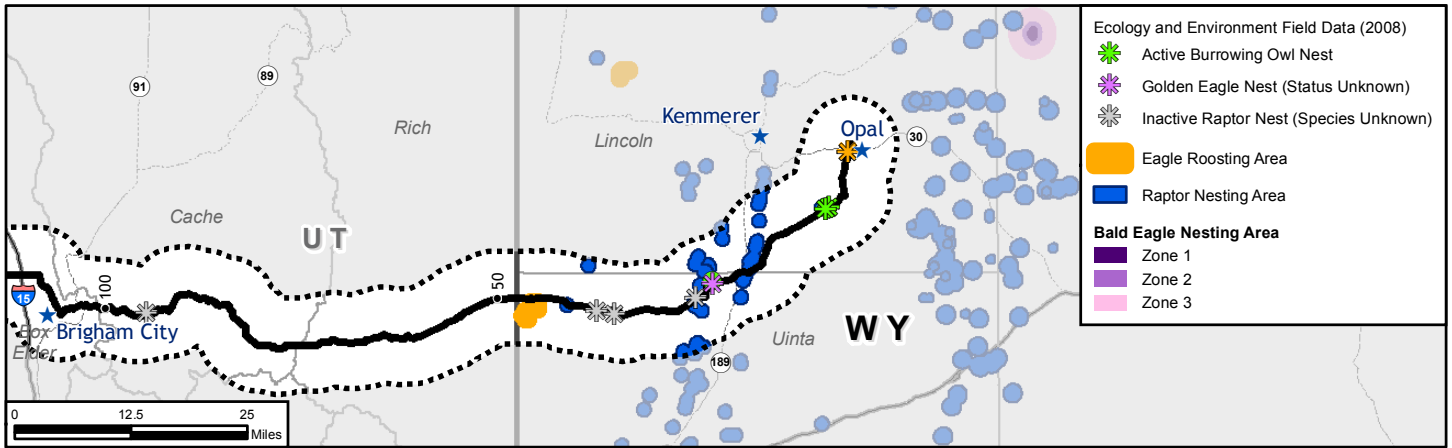 Ecology and Environment Field Data (2008)
Active Burrowing Owl Nest
Golden Eagle Nest (Status Unknown)
Inactive Raptor Nest (Species Unknown)
Eagle Roosting Area
Raptor Nesting Area
Bald Eagle Nesting Area
Zone 1
Zone 2
Zone 3
89
91
Kemmerer
Rich
Lincoln
Opal
30
Cache
UT
50
100
15
Brigham City
Box
Elder
Uinta
WY
189
0 12.5 25
Miles